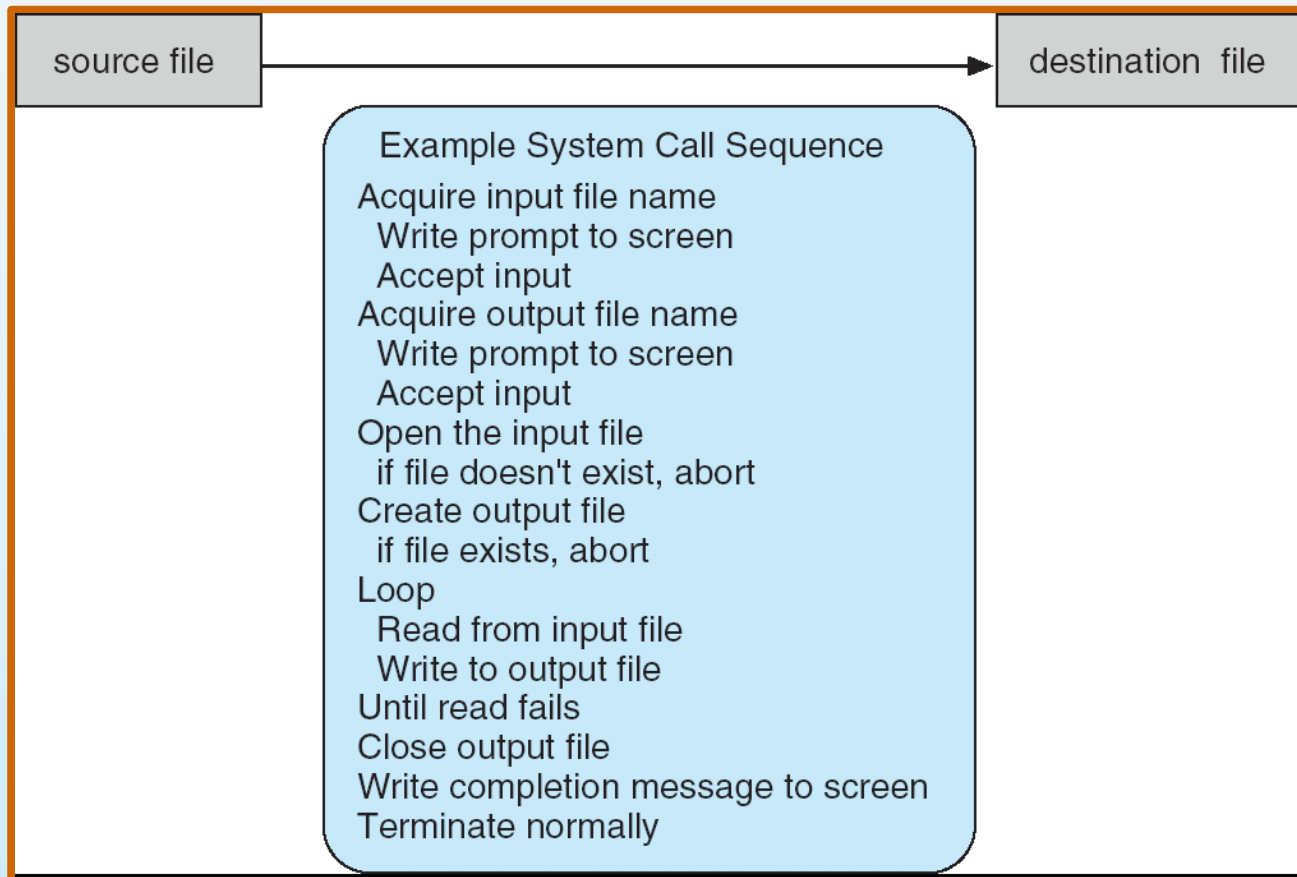 source file
destination file
Example System Call Sequence
Acquire input file name
Write prompt to screen
Accept input
Acquire output file name
Write prompt to screen
Accept input
Open the input file
if file doesn't exist, abort
Create output file
if file exists, abort
Loop
Read from input file
Write to output file
Until read fails
Close output file
Write completion message to screen
Terminate normally